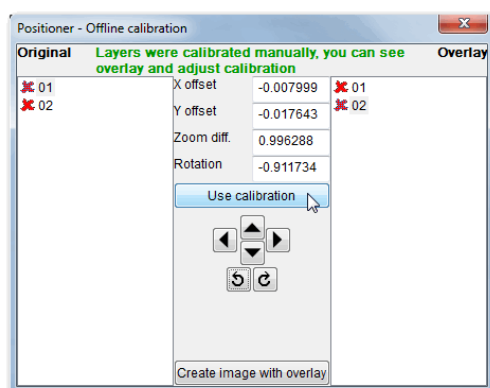 Positioner - Offline calibration
Original Layers were calibrated manually, you can see Overlay
overlay and adjust calibration
01 X offset -0.007999 01
02 Y offset -0.017643 02
Zoom diff. 0.996288
Rotation -0.911734
Use calibration
Create image with overlay